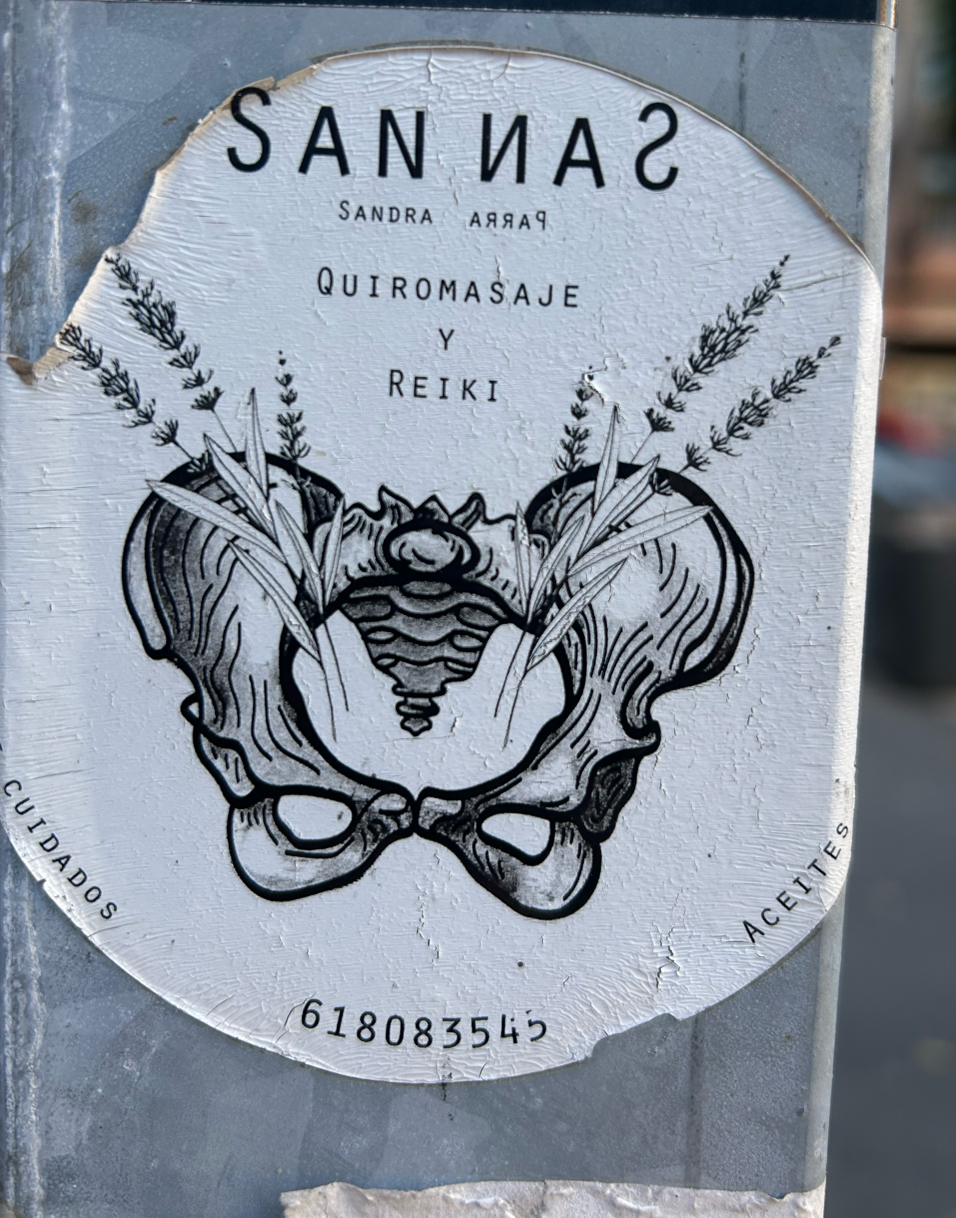 SAN ИAƧ
SANDRA AЯЯAꟼ
QUIROMASAJE
Y
REIKI
CUIDADOS
ACEITES
618083545